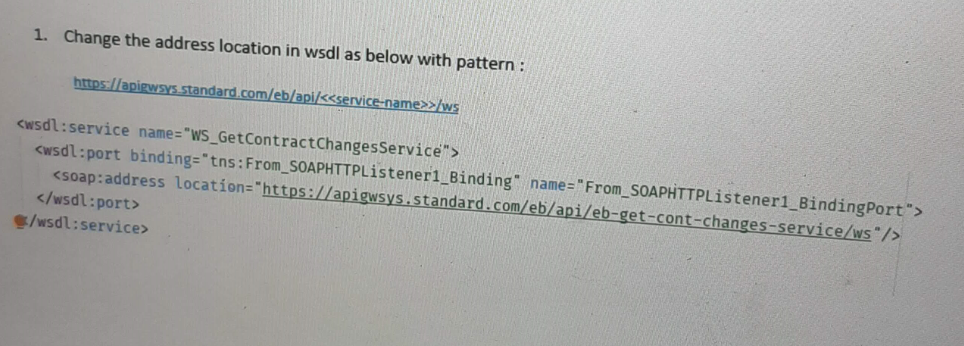 1. Change the address location in wsdl as below with pattern :
https://apigwsys.standard.com/eb/api/<<service-name>>/ws
<wsdl:service name="WS_GetContractChangesService">
<wsdl:port binding="tns:From_SOAPHTTPListener1_Binding" name="From_SOAPHTTPListener1_BindingPort">
<soap:address location="https://apigwsys.standard.com/eb/api/eb-get-cont-changes-service/ws"/>
</wsdl:port>
</wsdl:service>